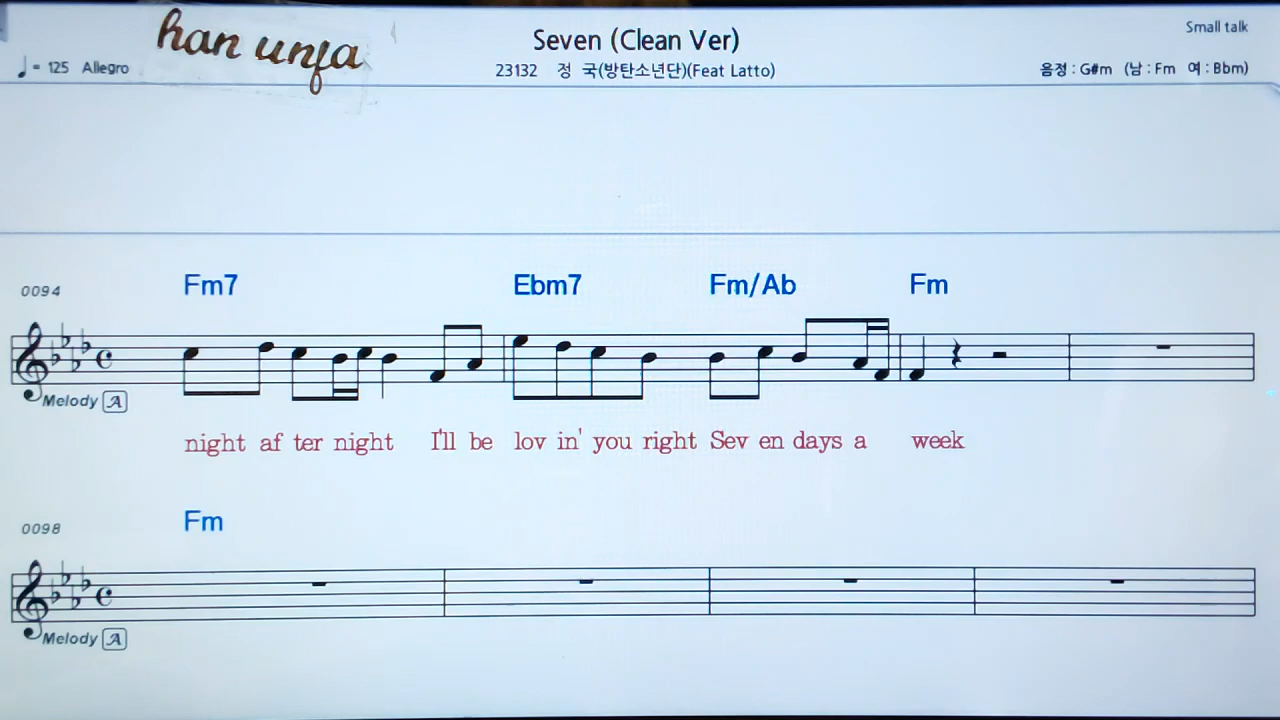 han unfa
Seven (Clean Ver)
Small talk
♩= 125 Allegro
23132 정 국(방탄소년단)(Feat Latto)
음정 : G#m (남 : Fm 여 : Bbm)
0094
Fm7 Ebm7 Fm/Ab Fm
Melody A
night af ter night I'll be lov in' you right Sev en days a week
0098
Fm
Melody A